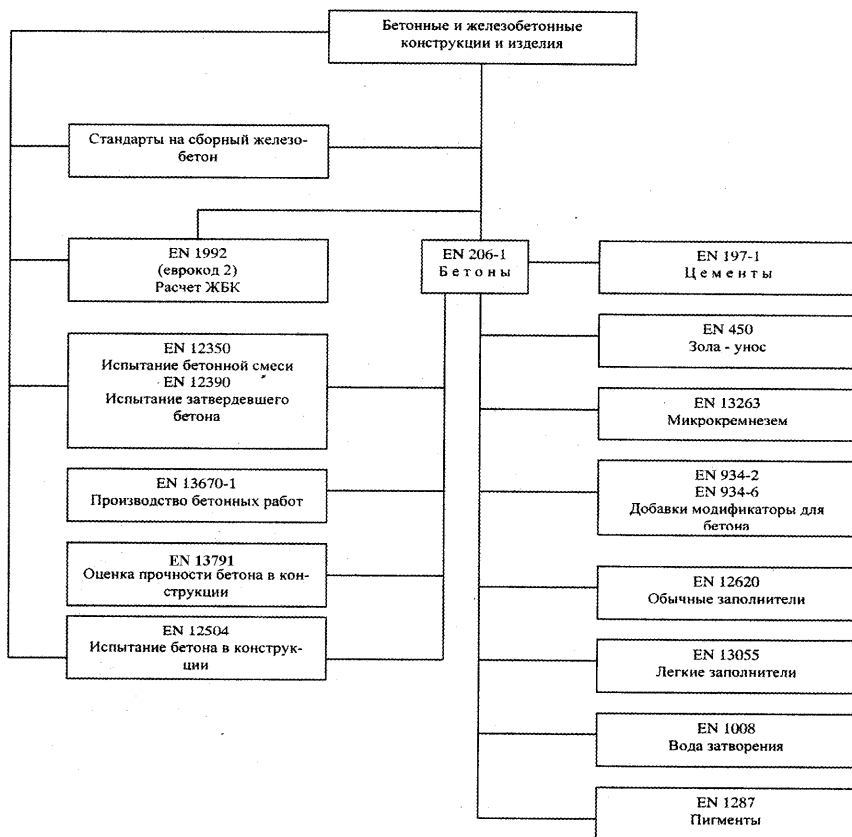 Бетонные и железобетонные
конструкции и изделия
Стандарты на сборный железо-
бетон
EN 1992
(еврокод 2)
Расчет ЖБК
EN 206-1
Бетоны
EN 197-1
Цементы
EN 12350
Испытание бетонной смеси
EN 12390
Испытание затвердевшего
бетона
EN 450
Зола - унос
EN 13263
Микрокремнезем
EN 13670-1
Производство бетонных работ
EN 934-2
EN 934-6
Добавки модификаторы для
бетона
EN 13791
Оценка прочности бетона в кон-
струкции
EN 12620
Обычные заполнители
EN 12504
Испытание бетона в конструк-
ции
EN 13055
Легкие заполнители
EN 1008
Вода затворения
EN 1287
Пигменты